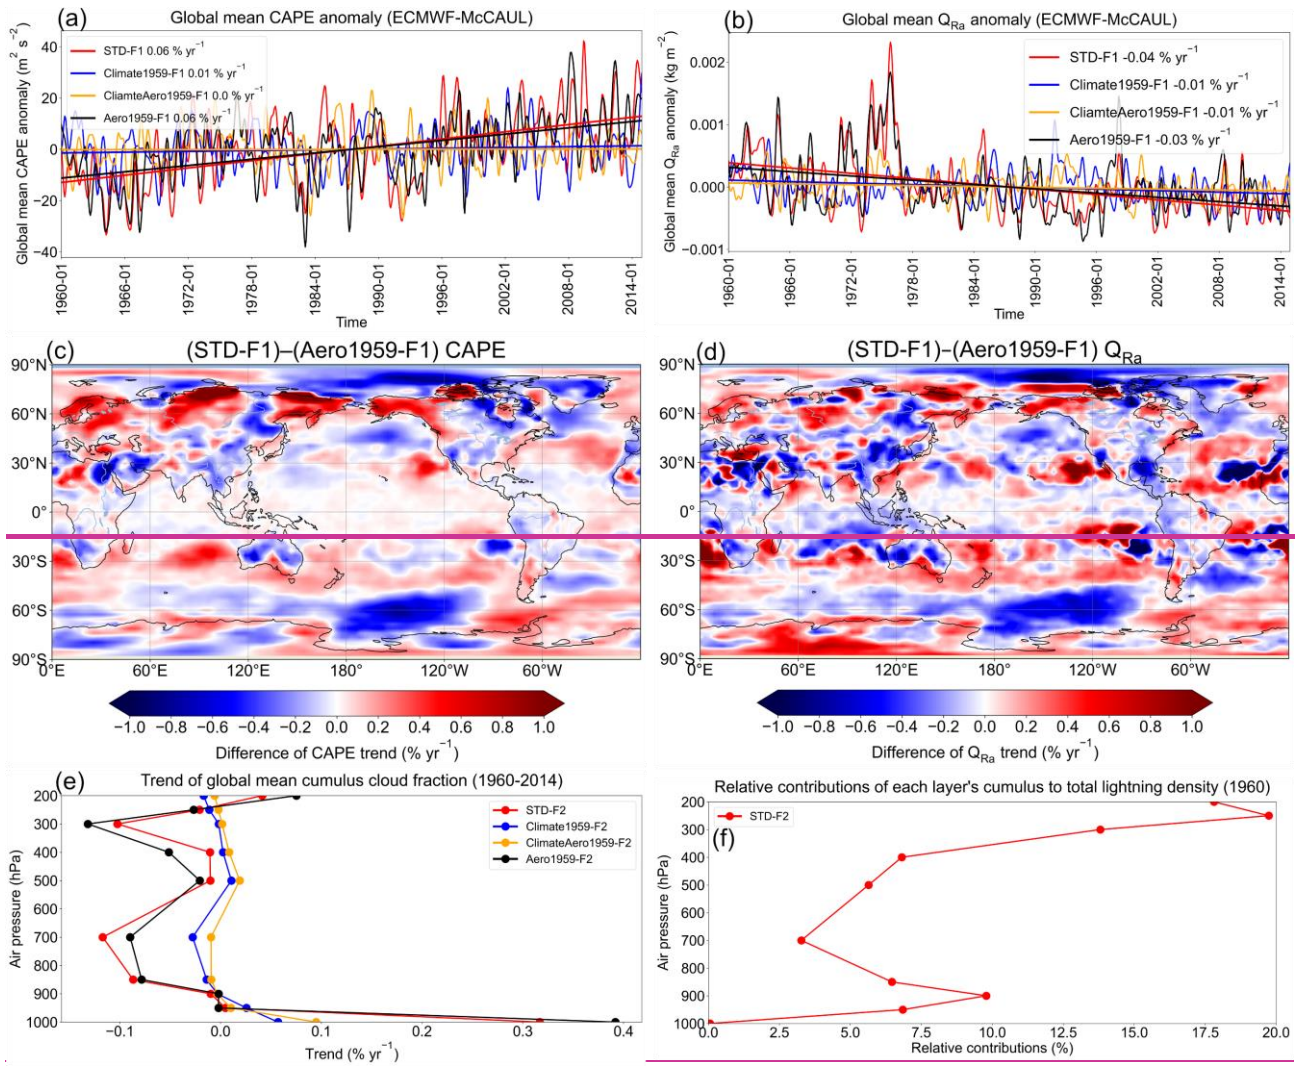 (a) Global mean CAPE anomaly (ECMWF-McCAUL)
Global mean CAPE anomaly (m² s⁻²)
40
20
0
−20
−40
STD-F1 0.06 % yr⁻¹
Climate1959-F1 0.01 % yr⁻¹
CliamteAero1959-F1 0.0 % yr⁻¹
Aero1959-F1 0.06 % yr⁻¹
1960-01 1966-01 1972-01 1978-01 1984-01 1990-01 1996-01 2002-01 2008-01 2014-01
Time
(b) Global mean Q_Ra anomaly (ECMWF-McCAUL)
Global mean Q_Ra anomaly (kg m⁻²)
0.002
0.001
0.000
−0.001
STD-F1 -0.04 % yr⁻¹
Climate1959-F1 -0.01 % yr⁻¹
CliamteAero1959-F1 -0.01 % yr⁻¹
Aero1959-F1 -0.03 % yr⁻¹
1960-01 1966-01 1972-01 1978-01 1984-01 1990-01 1996-01 2002-01 2008-01 2014-01
Time
(c) (STD-F1)−(Aero1959-F1) CAPE
90°N
60°N
30°N
0°
30°S
60°S
90°S
0°E 60°E 120°E 180° 120°W 60°W
−1.0 −0.8 −0.6 −0.4 −0.2 0.0 0.2 0.4 0.6 0.8 1.0
Difference of CAPE trend (% yr⁻¹)
(d) (STD-F1)−(Aero1959-F1) Q_Ra
90°N
60°N
30°N
0°
30°S
60°S
90°S
0°E 60°E 120°E 180° 120°W 60°W
−1.0 −0.8 −0.6 −0.4 −0.2 0.0 0.2 0.4 0.6 0.8 1.0
Difference of Q_Ra trend (% yr⁻¹)
(e) Trend of global mean cumulus cloud fraction (1960-2014)
Air pressure (hPa)
200
300
400
500
600
700
800
900
1000
STD-F2
Climate1959-F2
ClimateAero1959-F2
Aero1959-F2
−0.1 0.0 0.1 0.2 0.3 0.4
Trend (% yr⁻¹)
Relative contributions of each layer's cumulus to total lightning density (1960)
(f)
Air pressure (hPa)
200
300
400
500
600
700
800
900
1000
STD-F2
0.0 2.5 5.0 7.5 10.0 12.5 15.0 17.5 20.0
Relative contributions (%)